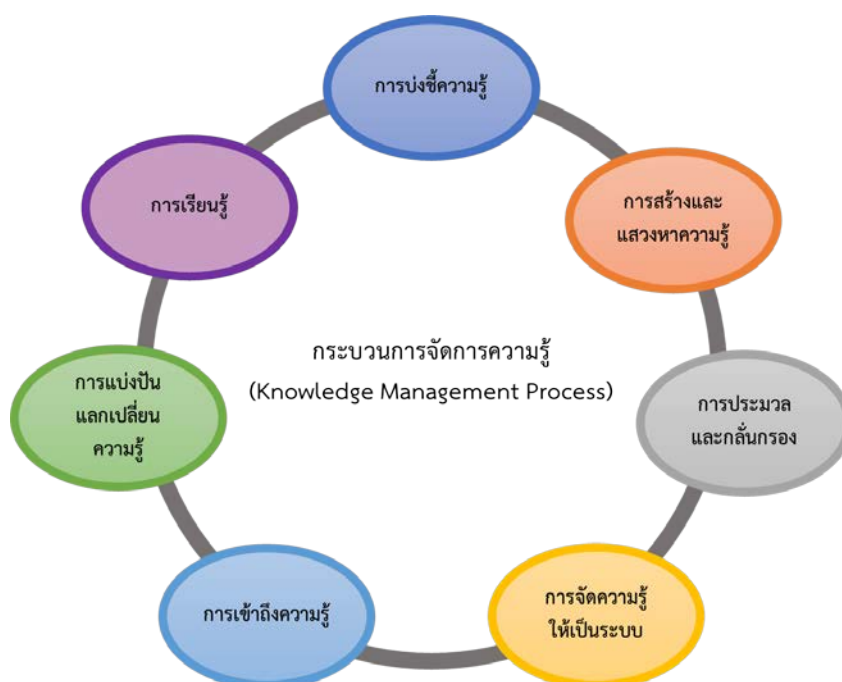 การบ่งชี้ความรู้
การสร้างและ
แสวงหาความรู้
การประมวล
และกลั่นกรอง
การจัดความรู้
ให้เป็นระบบ
การเข้าถึงความรู้
การแบ่งปัน
แลกเปลี่ยน
ความรู้
การเรียนรู้
กระบวนการจัดการความรู้
(Knowledge Management Process)